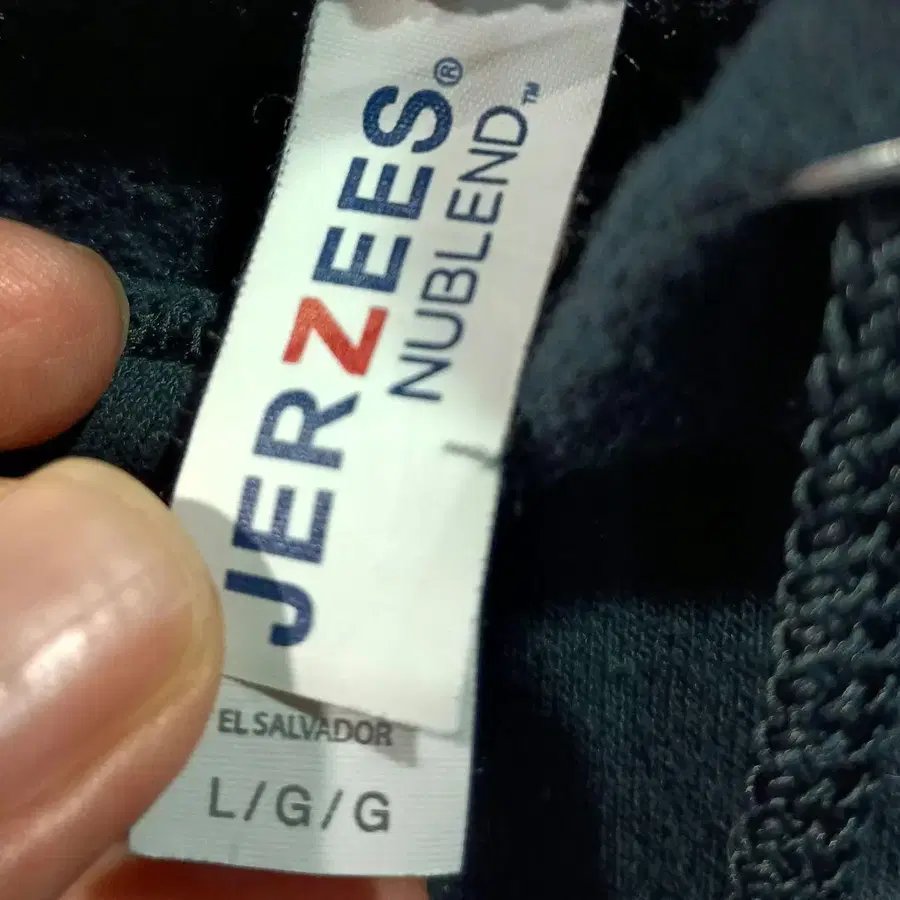 JERZEES®
NUBLEND™
EL SALVADOR
L/G/G